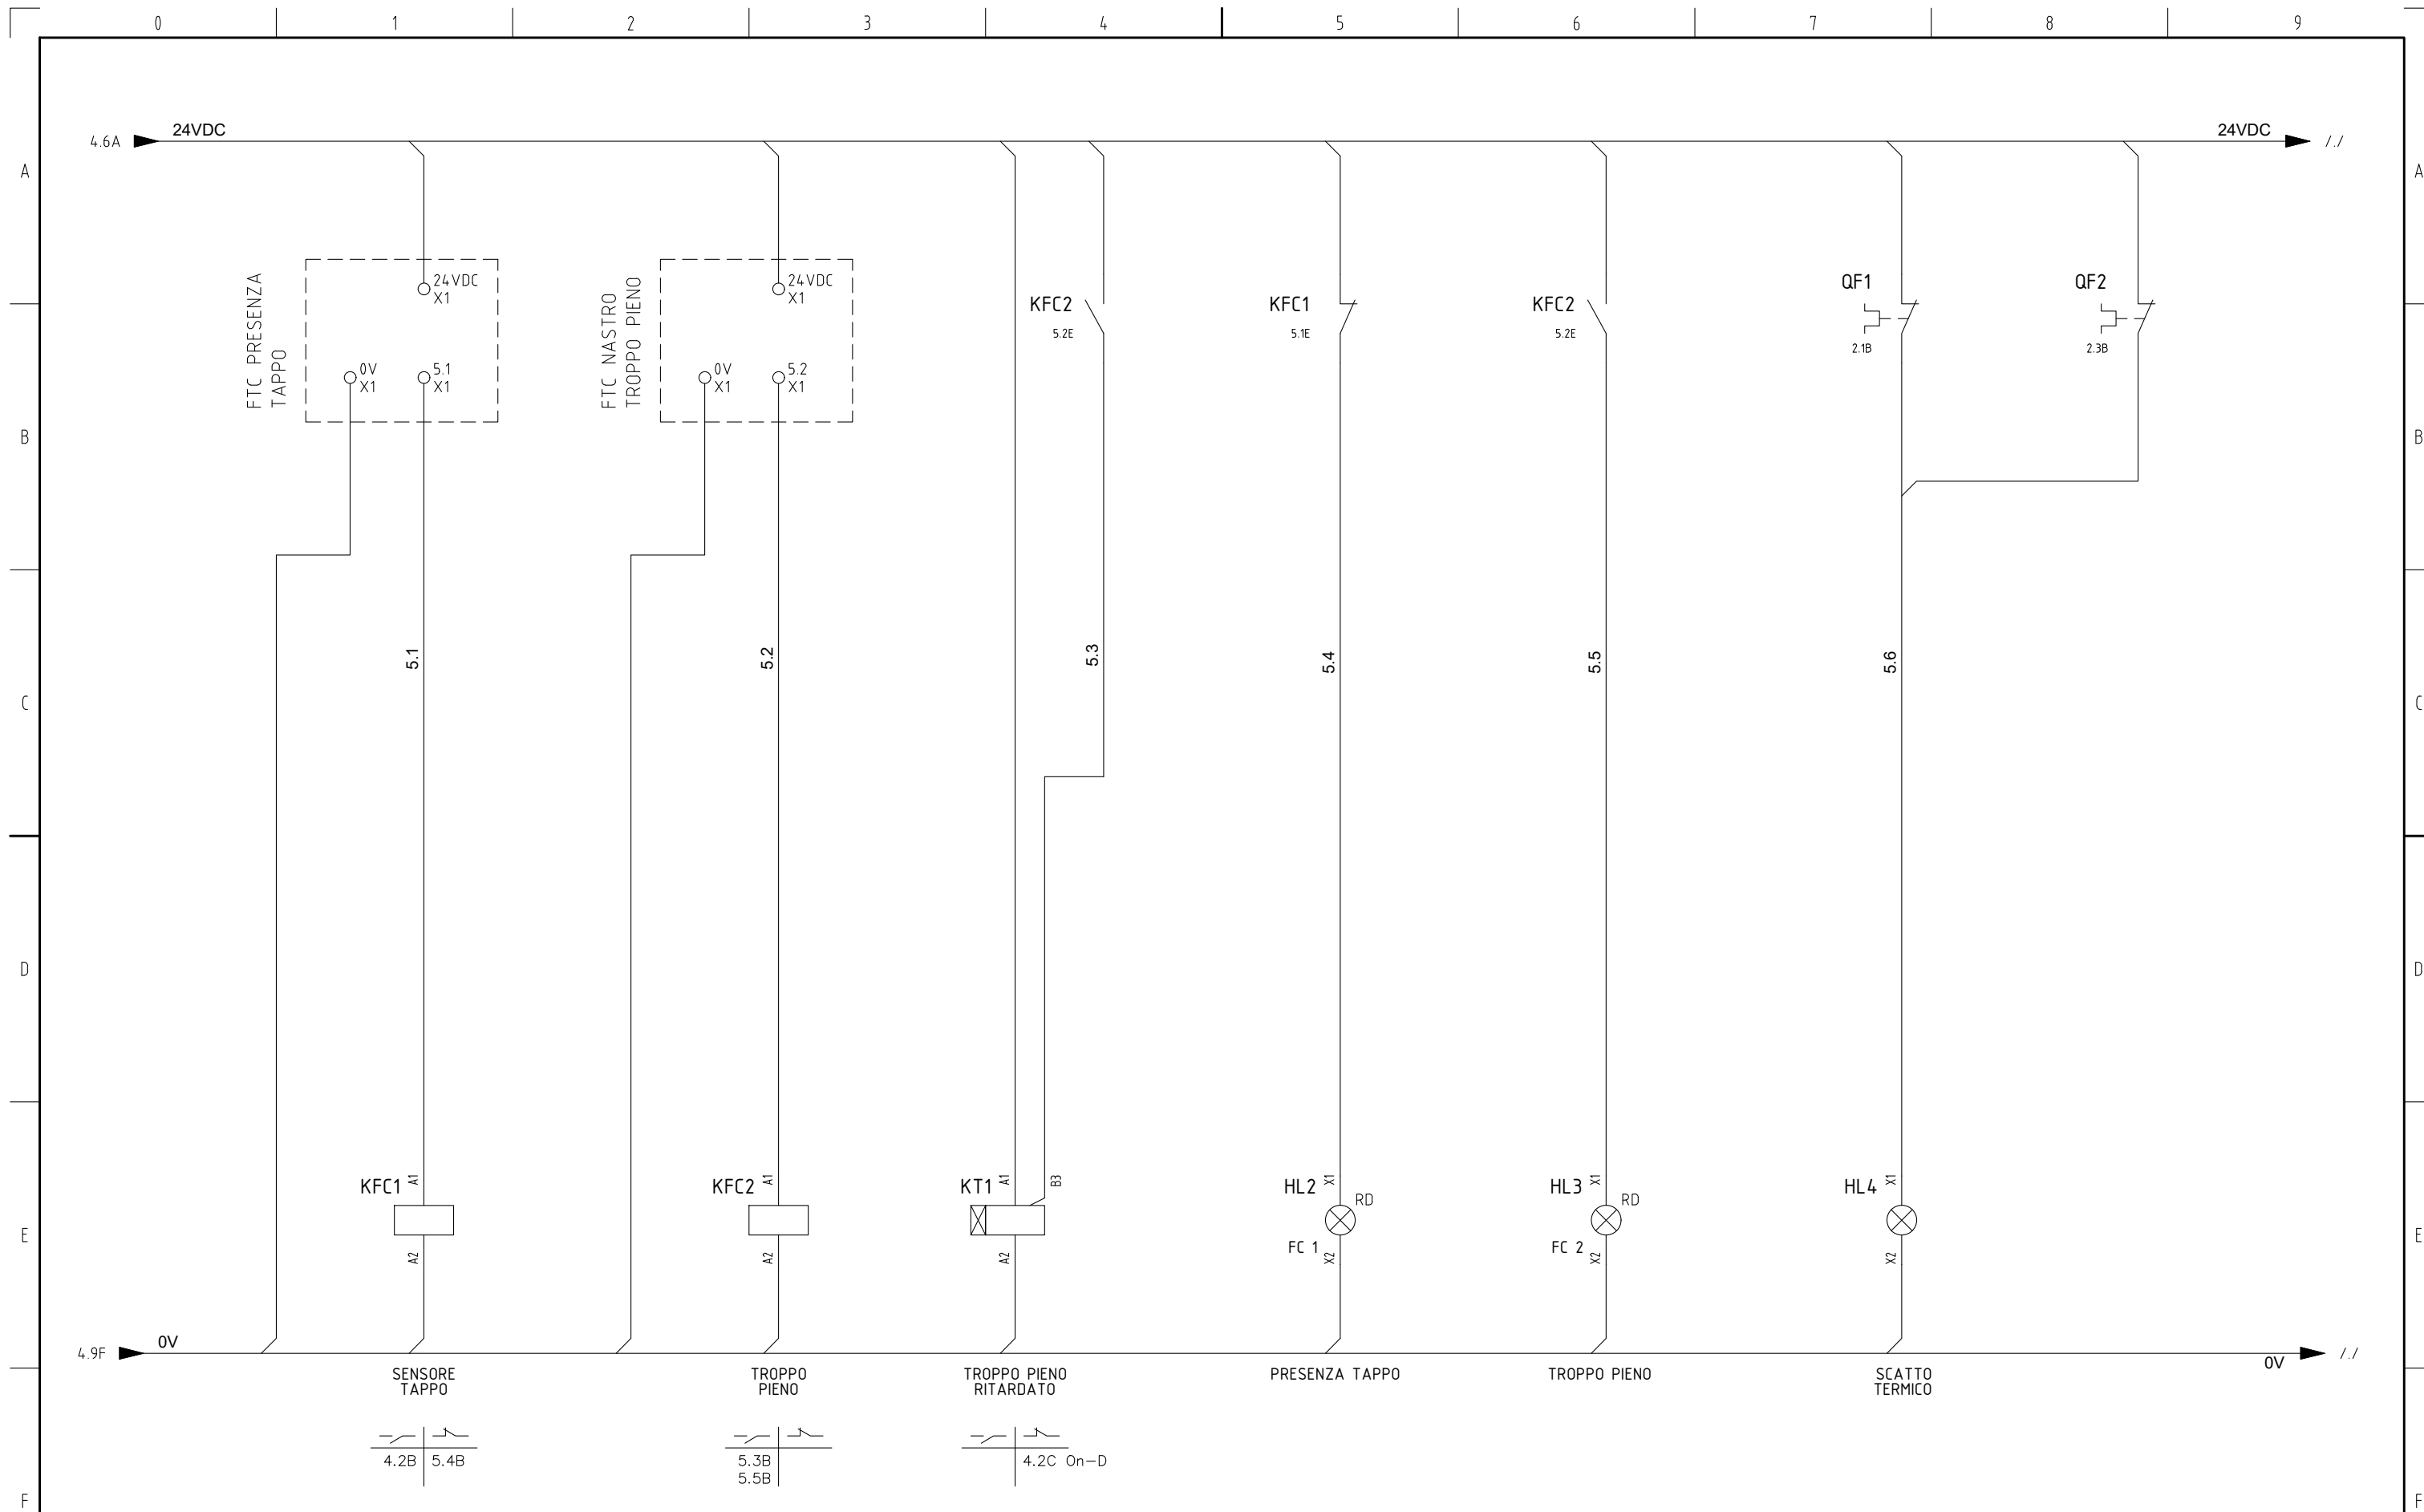 0 1 2 3 4 5 6 7 8 9
4.6A 24VDC 24VDC /./
A A
FTC PRESENZA
TAPPO
24VDC
X1
0V
X1
5.1
X1
FTC NASTRO
TROPPO PIENO
24VDC
X1
0V
X1
5.2
X1
KFC2
5.2E
KFC1
5.1E
KFC2
5.2E
QF1
2.1B
QF2
2.3B
B B
5.1 5.2 5.3 5.4 5.5 5.6
C C
D D
KFC1 A1
A2
KFC2 A1
A2
KT1 A1 B3
A2
HL2 X1
RD
FC 1 X2
HL3 X1
RD
FC 2 X2
HL4 X1
X2
E E
4.9F 0V 0V /./
SENSORE
TAPPO
TROPPO
PIENO
TROPPO PIENO
RITARDATO
PRESENZA TAPPO
TROPPO PIENO
SCATTO
TERMICO
4.2B 5.4B
5.3B
5.5B
4.2C On-D
F F